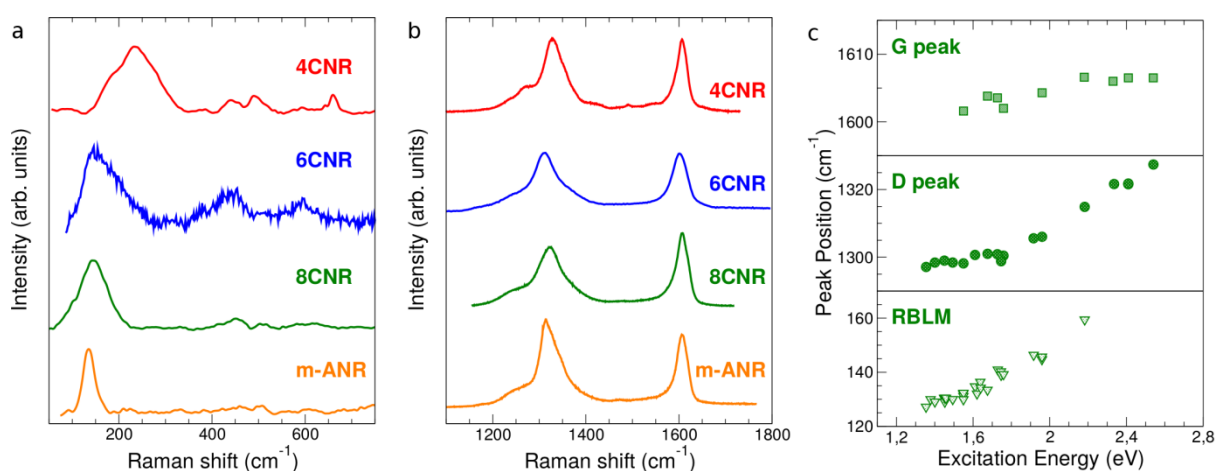 a
4CNR
6CNR
8CNR
m-ANR
Intensity (arb. units)
200 400 600
Raman shift (cm-1)
b
4CNR
6CNR
8CNR
m-ANR
Intensity (arb. units)
1200 1400 1600 1800
Raman shift (cm-1)
c
G peak
1610
1600
D peak
1320
1300
RBLM
160
140
120
Peak Position (cm-1)
1,2 1,6 2 2,4 2,8
Excitation Energy (eV)